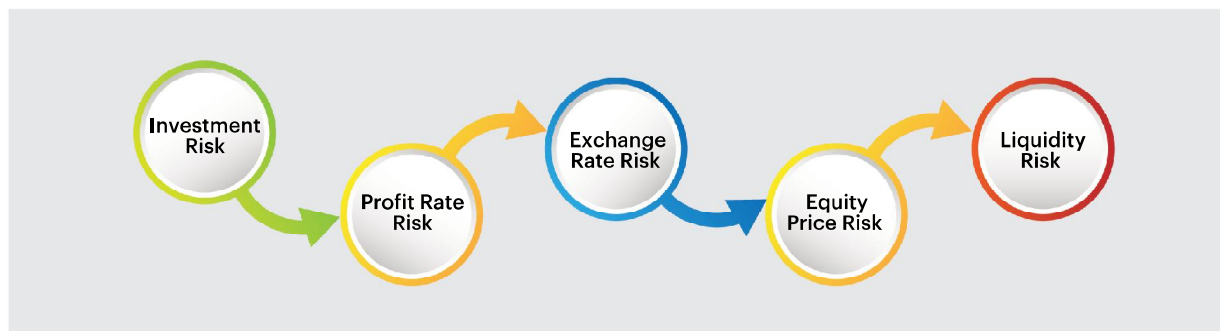 Investment
Risk
Profit Rate
Risk
Exchange
Rate Risk
Equity
Price Risk
Liquidity
Risk